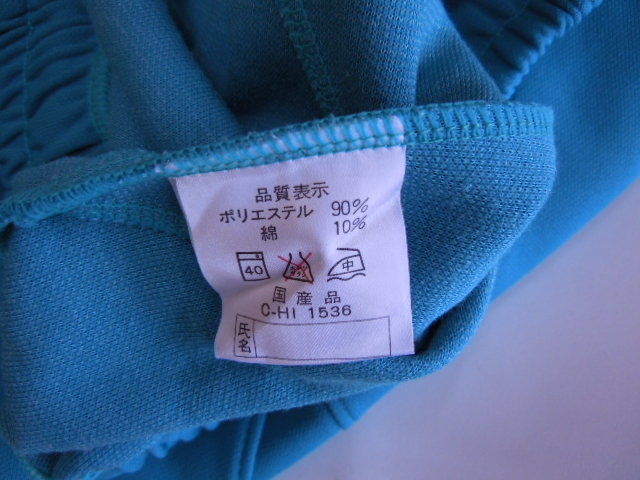 品質表示
ポリエステル 90%
綿 10%
40 中
国産品
C-HI 1536
氏名